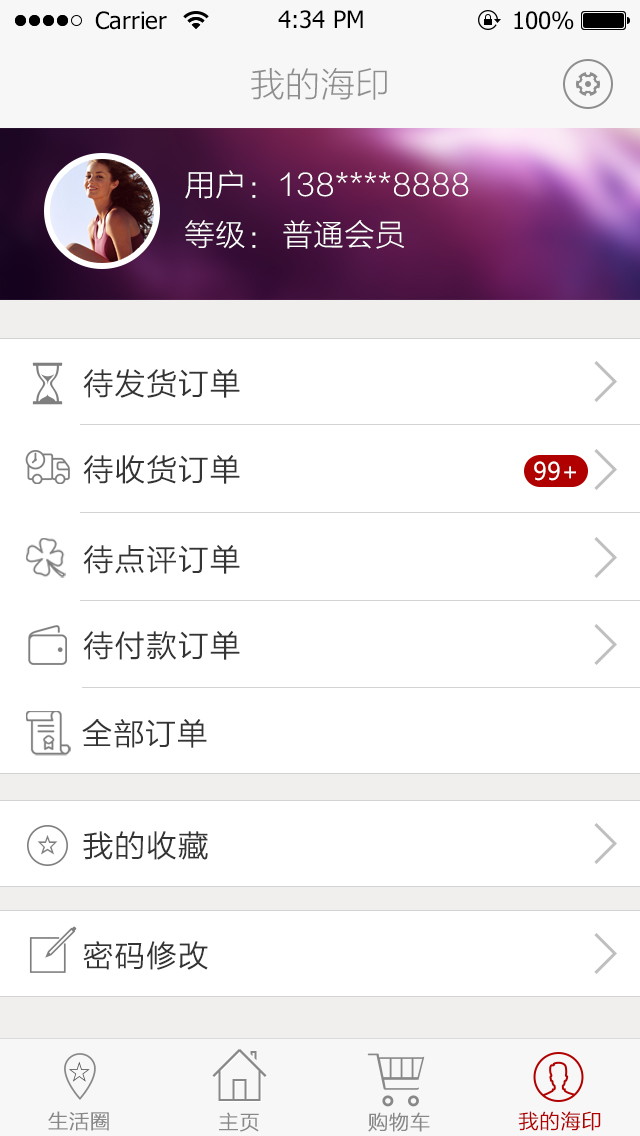 Carrier 4:34 PM 100%
我的海印
用户：138****8888
等级：普通会员
待发货订单
待收货订单 99+
待点评订单
待付款订单
全部订单
我的收藏
密码修改
生活圈 主页 购物车 我的海印